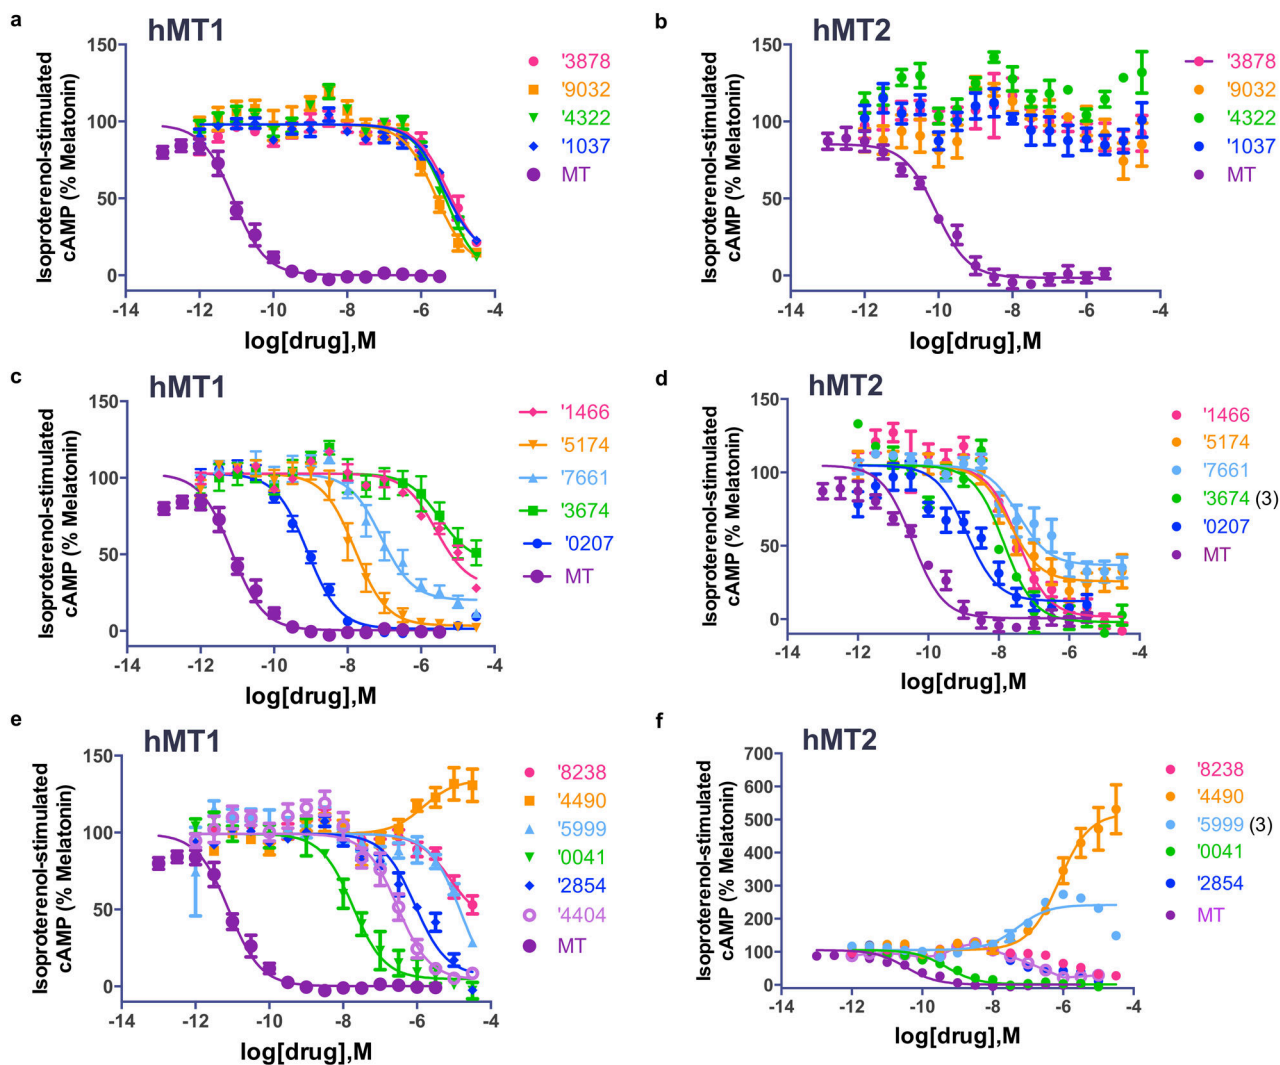 a
hMT1
Isoproterenol-stimulated
cAMP (% Melatonin)
150
100
50
0
-14
-12
-10
-8
-6
-4
log[drug],M
'3878
'9032
'4322
'1037
MT
b
hMT2
Isoproterenol-stimulated
cAMP (% Melatonin)
150
100
50
0
-14
-12
-10
-8
-6
-4
log[drug],M
'3878
'9032
'4322
'1037
MT
c
hMT1
Isoproterenol-stimulated
cAMP (% Melatonin)
150
100
50
0
-14
-12
-10
-8
-6
-4
log[drug],M
'1466
'5174
'7661
'3674
'0207
MT
d
hMT2
Isoproterenol-stimulated
cAMP (% Melatonin)
150
100
50
0
-14
-12
-10
-8
-6
-4
log[drug],M
'1466
'5174
'7661
'3674 (3)
'0207
MT
e
hMT1
Isoproterenol-stimulated
cAMP (% Melatonin)
150
100
50
0
-14
-12
-10
-8
-6
-4
log[drug],M
'8238
'4490
'5999
'0041
'2854
'4404
MT
f
hMT2
Isoproterenol-stimulated
cAMP (% Melatonin)
700
600
500
400
300
200
100
0
-14
-12
-10
-8
-6
-4
log[drug],M
'8238
'4490
'5999 (3)
'0041
'2854
MT